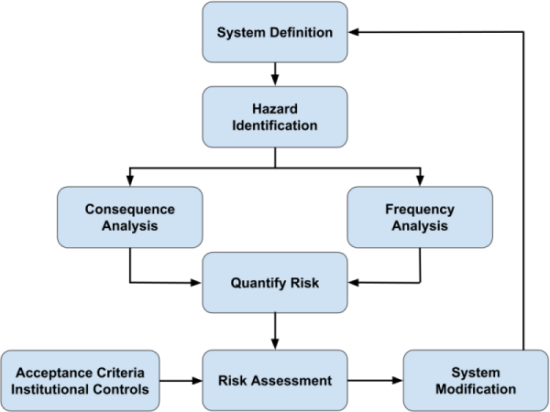 System Definition
Hazard
Identification
Consequence
Analysis
Frequency
Analysis
Quantify Risk
Acceptance Criteria
Institutional Controls
Risk Assessment
System
Modification